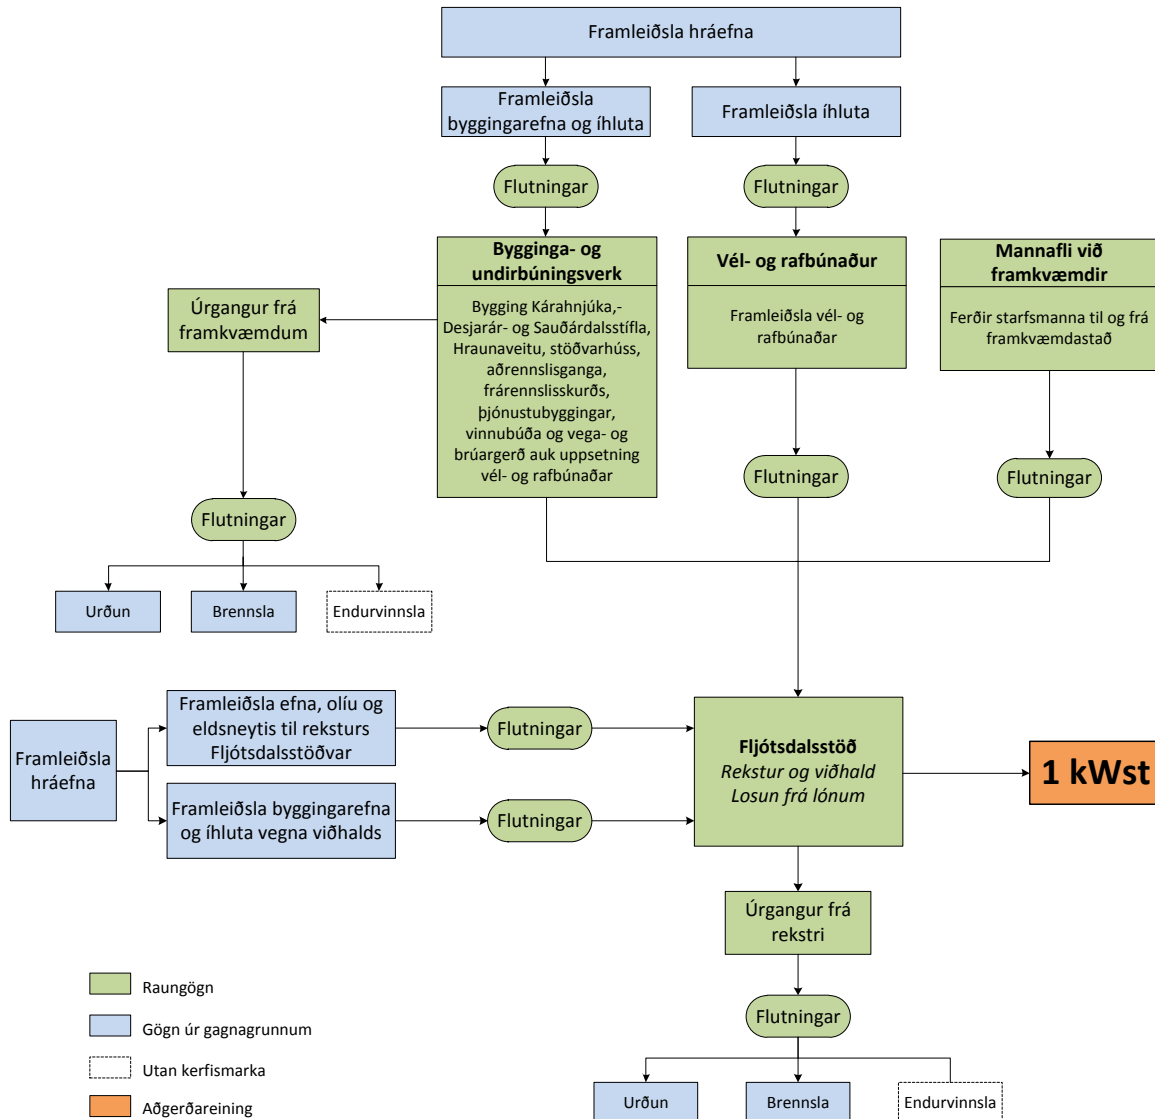 Framleiðsla hráefna
Framleiðsla
byggingarefna og íhluta
Framleiðsla íhluta
Flutningar
Flutningar
Bygginga- og
undirbúningsverk
Bygging Kárahnjúka,-
Desjarár- og Sauðárdalsstífla,
Hraunaveitu, stöðvarhúss,
aðrennslisganga,
frárennslisskurðs,
þjónustubyggingar,
vinnubúða og vega- og
brúargerð auk uppsetning
vél- og rafbúnaðar
Vél- og rafbúnaður
Framleiðsla vél- og
rafbúnaðar
Mannafli við
framkvæmdir
Ferðir starfsmanna til og frá
framkvæmdastað
Úrgangur frá
framkvæmdum
Flutningar
Flutningar
Flutningar
Urðun
Brennsla
Endurvinnsla
Framleiðsla
hráefna
Framleiðsla efna, olíu og
eldsneytis til reksturs
Fljótsdalsstöðvar
Flutningar
Framleiðsla byggingarefna
og íhluta vegna viðhalds
Flutningar
Fljótsdalsstöð
Rekstur og viðhald
Losun frá lónum
1 kWst
Úrgangur frá
rekstri
Flutningar
Urðun
Brennsla
Endurvinnsla
Raungögn
Gögn úr gagnagrunnum
Utan kerfismarka
Aðgerðareining